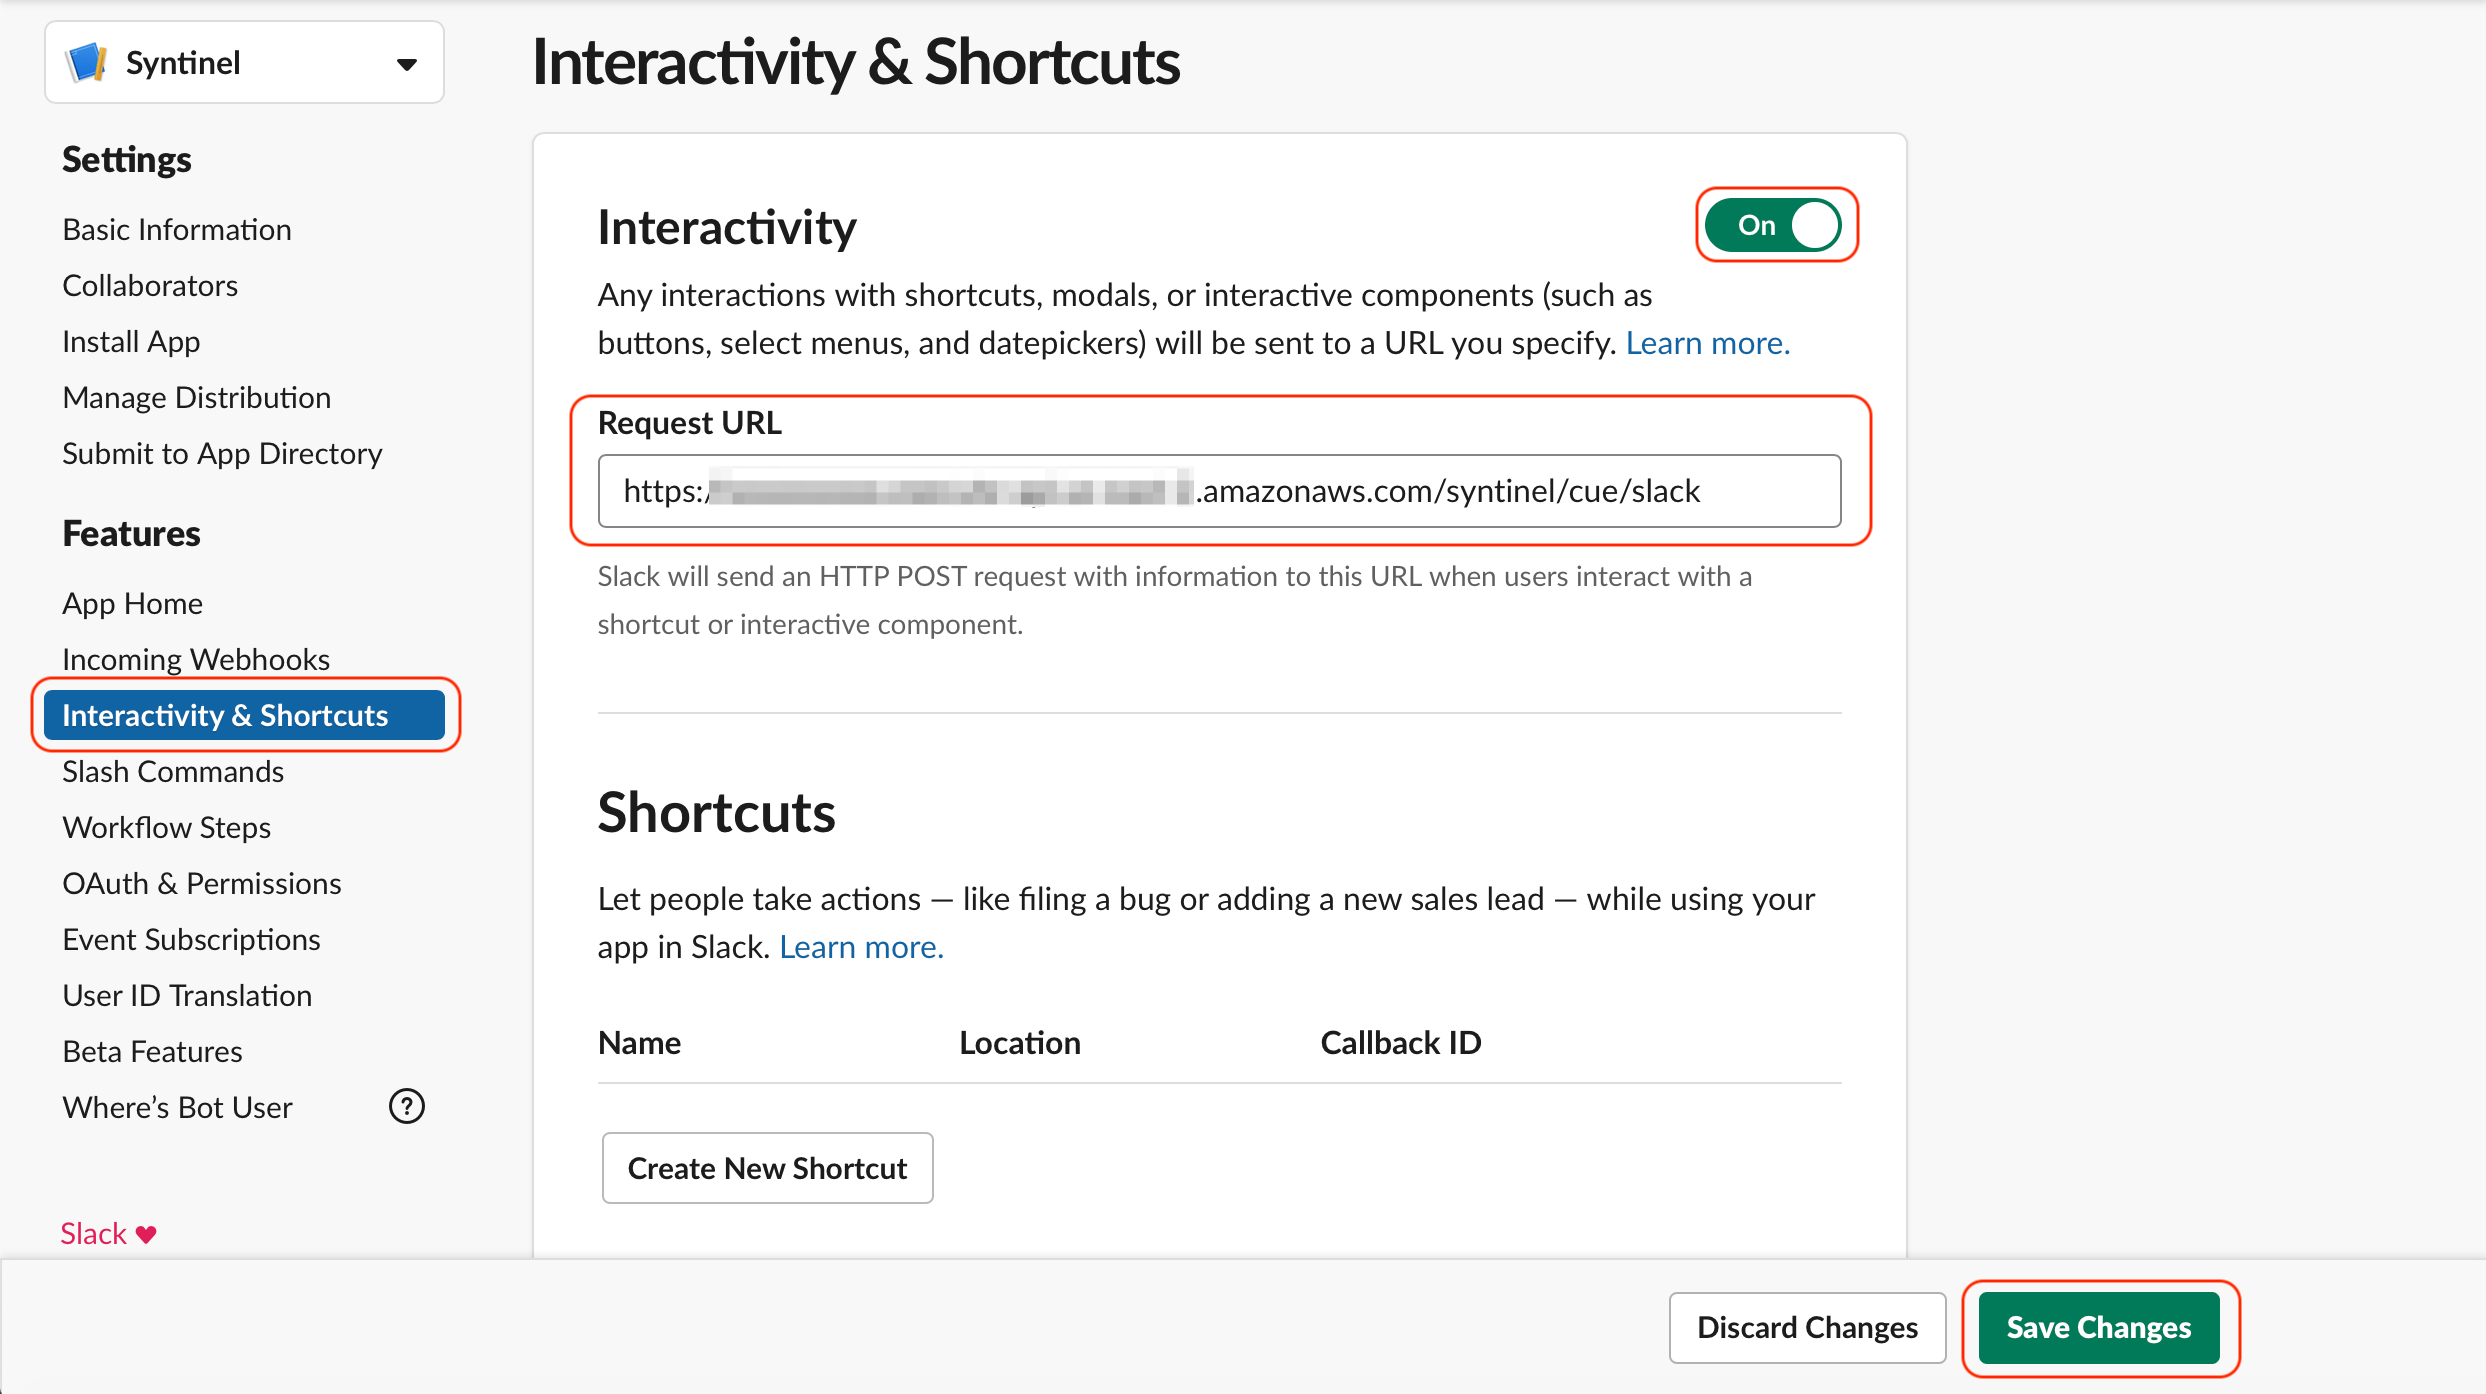 Syntinel
Interactivity & Shortcuts
Settings
Basic Information
Collaborators
Install App
Manage Distribution
Submit to App Directory
Features
App Home
Incoming Webhooks
Interactivity & Shortcuts
Slash Commands
Workflow Steps
OAuth & Permissions
Event Subscriptions
User ID Translation
Beta Features
Where’s Bot User
?
Slack
Interactivity
On
Any interactions with shortcuts, modals, or interactive components (such as
buttons, select menus, and datepickers) will be sent to a URL you specify. Learn more.
Request URL
https:/ .amazonaws.com/syntinel/cue/slack
Slack will send an HTTP POST request with information to this URL when users interact with a
shortcut or interactive component.
Shortcuts
Let people take actions — like filing a bug or adding a new sales lead — while using your
app in Slack. Learn more.
Name Location Callback ID
Create New Shortcut
Discard Changes
Save Changes